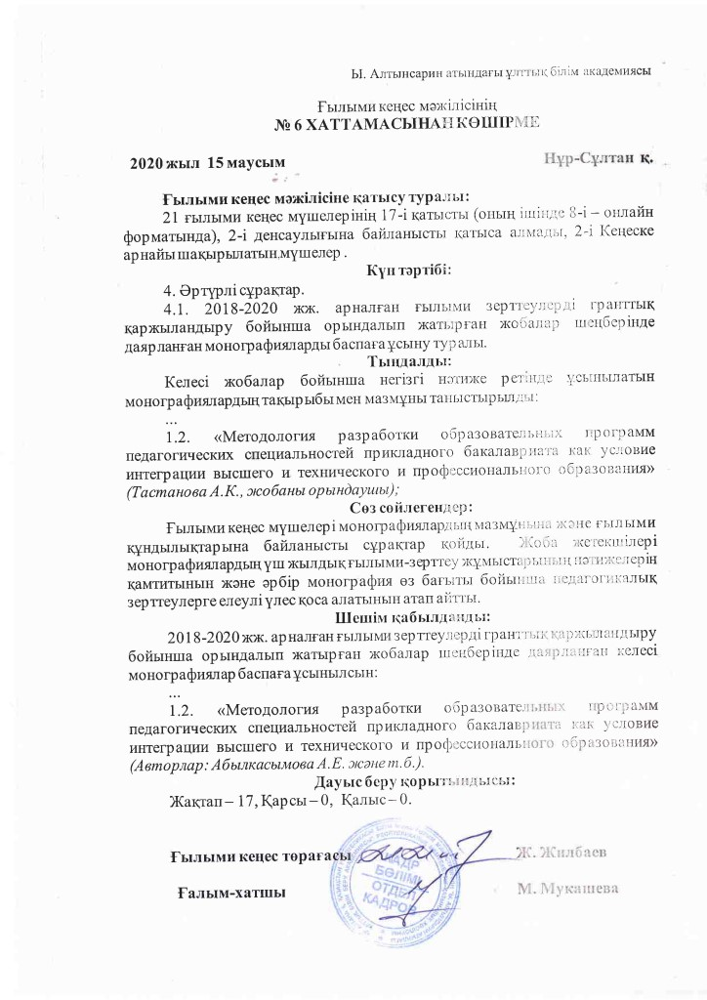 Ы. Алтынсарин атындағы ұлттық білім академиясы
Ғылыми кеңес мәжілісінің
№ 6 ХАТТАМАСЫНАН КӨШІРМЕ
2020 жыл 15 маусым Нұр-Сұлтан қ.
Ғылыми кеңес мәжілісіне қатысу туралы:
21 ғылыми кеңес мүшелерінің 17-і қатысты (оның ішінде 8-і – онлайн
форматында), 2-і денсаулығына байланысты қатыса алмады, 2-і Кеңеске
арнайы шақырылатын мүшелер .
Күн тәртібі:
4. Әртүрлі сұрақтар.
4.1. 2018-2020 жж. арналған ғылыми зерттеулерді гранттық
қаржыландыру бойынша орындалып жатырған жобалар шеңберінде
даярланған монографияларды баспаға ұсыну туралы.
Тыңдалды:
Келесі жобалар бойынша негізгі нәтиже ретінде ұсынылатын
монографиялардың тақырыбы мен мазмұны таныстырылды:
...
1.2. «Методология разработки образовательных программ
педагогических специальностей прикладного бакалавриата как условие
интеграции высшего и технического и профессионального образования»
(Тастанова А.К., жобаны орындаушы);
Сөз сөйлегендер:
Ғылыми кеңес мүшелері монографиялардың мазмұнына және ғылыми
құндылықтарына байланысты сұрақтар қойды. Жоба жетекшілері
монографиялардың үш жылдық ғылыми-зерттеу жұмыстарының нәтижелерін
қамтитынын және әрбір монография өз бағыты бойынша педагогикалық
зерттеулерге елеулі үлес қоса алатынын атап айтты.
Шешім қабылданды:
2018-2020 жж. арналған ғылыми зерттеулерді гранттық қаржыландыру
бойынша орындалып жатырған жобалар шеңберінде даярланған келесі
монографиялар баспаға ұсынылсын:
...
1.2. «Методология разработки образовательных программ
педагогических специальностей прикладного бакалавриата как условие
интеграции высшего и технического и профессионального образования»
(Авторлар: Абылкасымова А.Е. және т.б.).
Дауыс беру қорытындысы:
Жақтап – 17, Қарсы – 0, Қалыс – 0.
Ғылыми кеңес төрағасы Ж. Жилбаев
КАДР
БӨЛІМІ
ОТДЕЛ
КАДРОВ
Ғалым-хатшы М. Мукашева